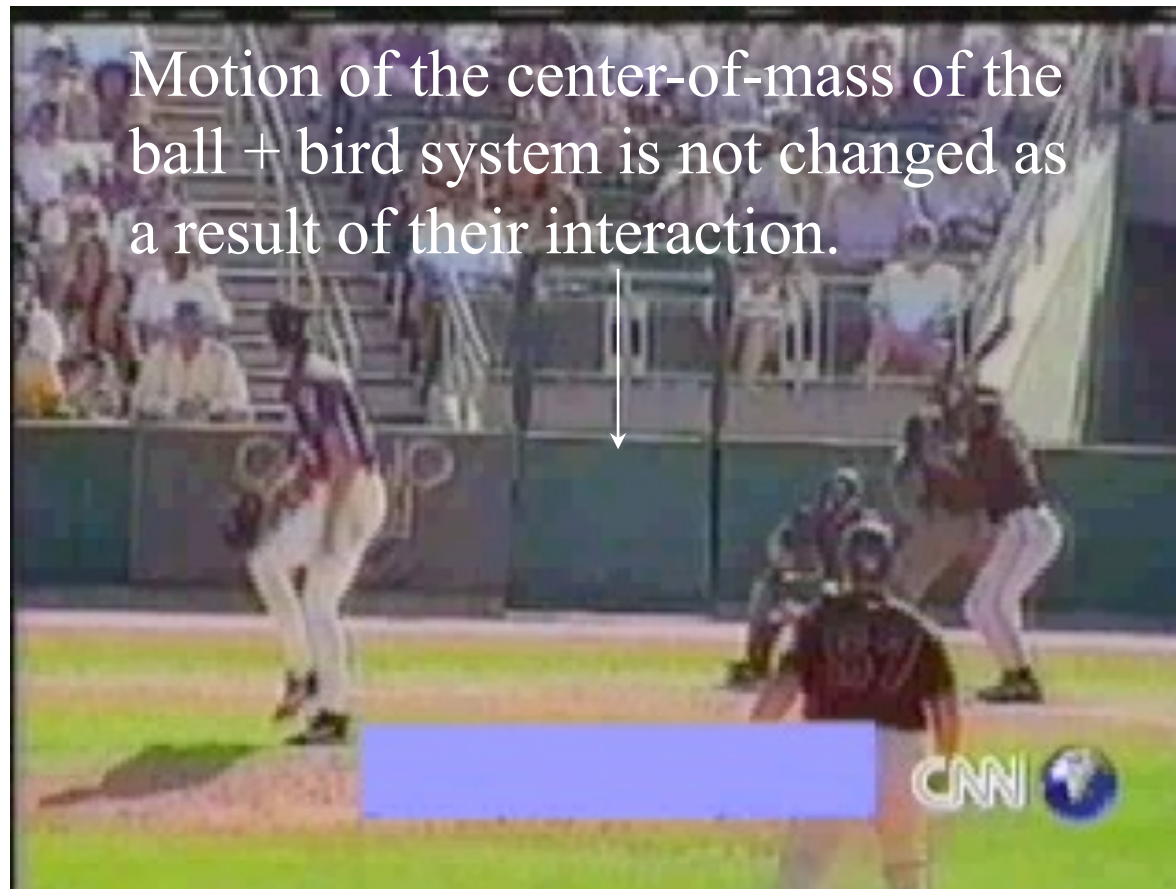 Motion of the center-of-mass of the
ball + bird system is not changed as
a result of their interaction.
CNN